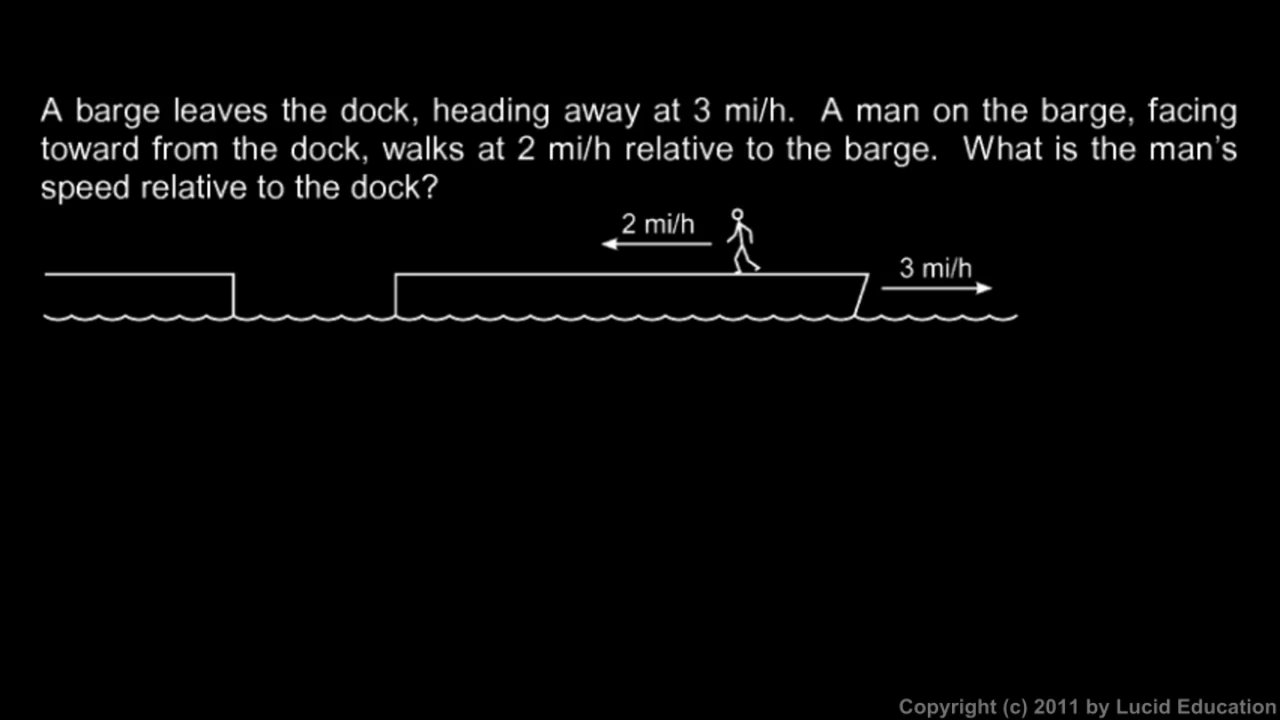 A barge leaves the dock, heading away at 3 mi/h. A man on the barge, facing
toward from the dock, walks at 2 mi/h relative to the barge. What is the man's
speed relative to the dock?
2 mi/h
3 mi/h
Copyright (c) 2011 by Lucid Education